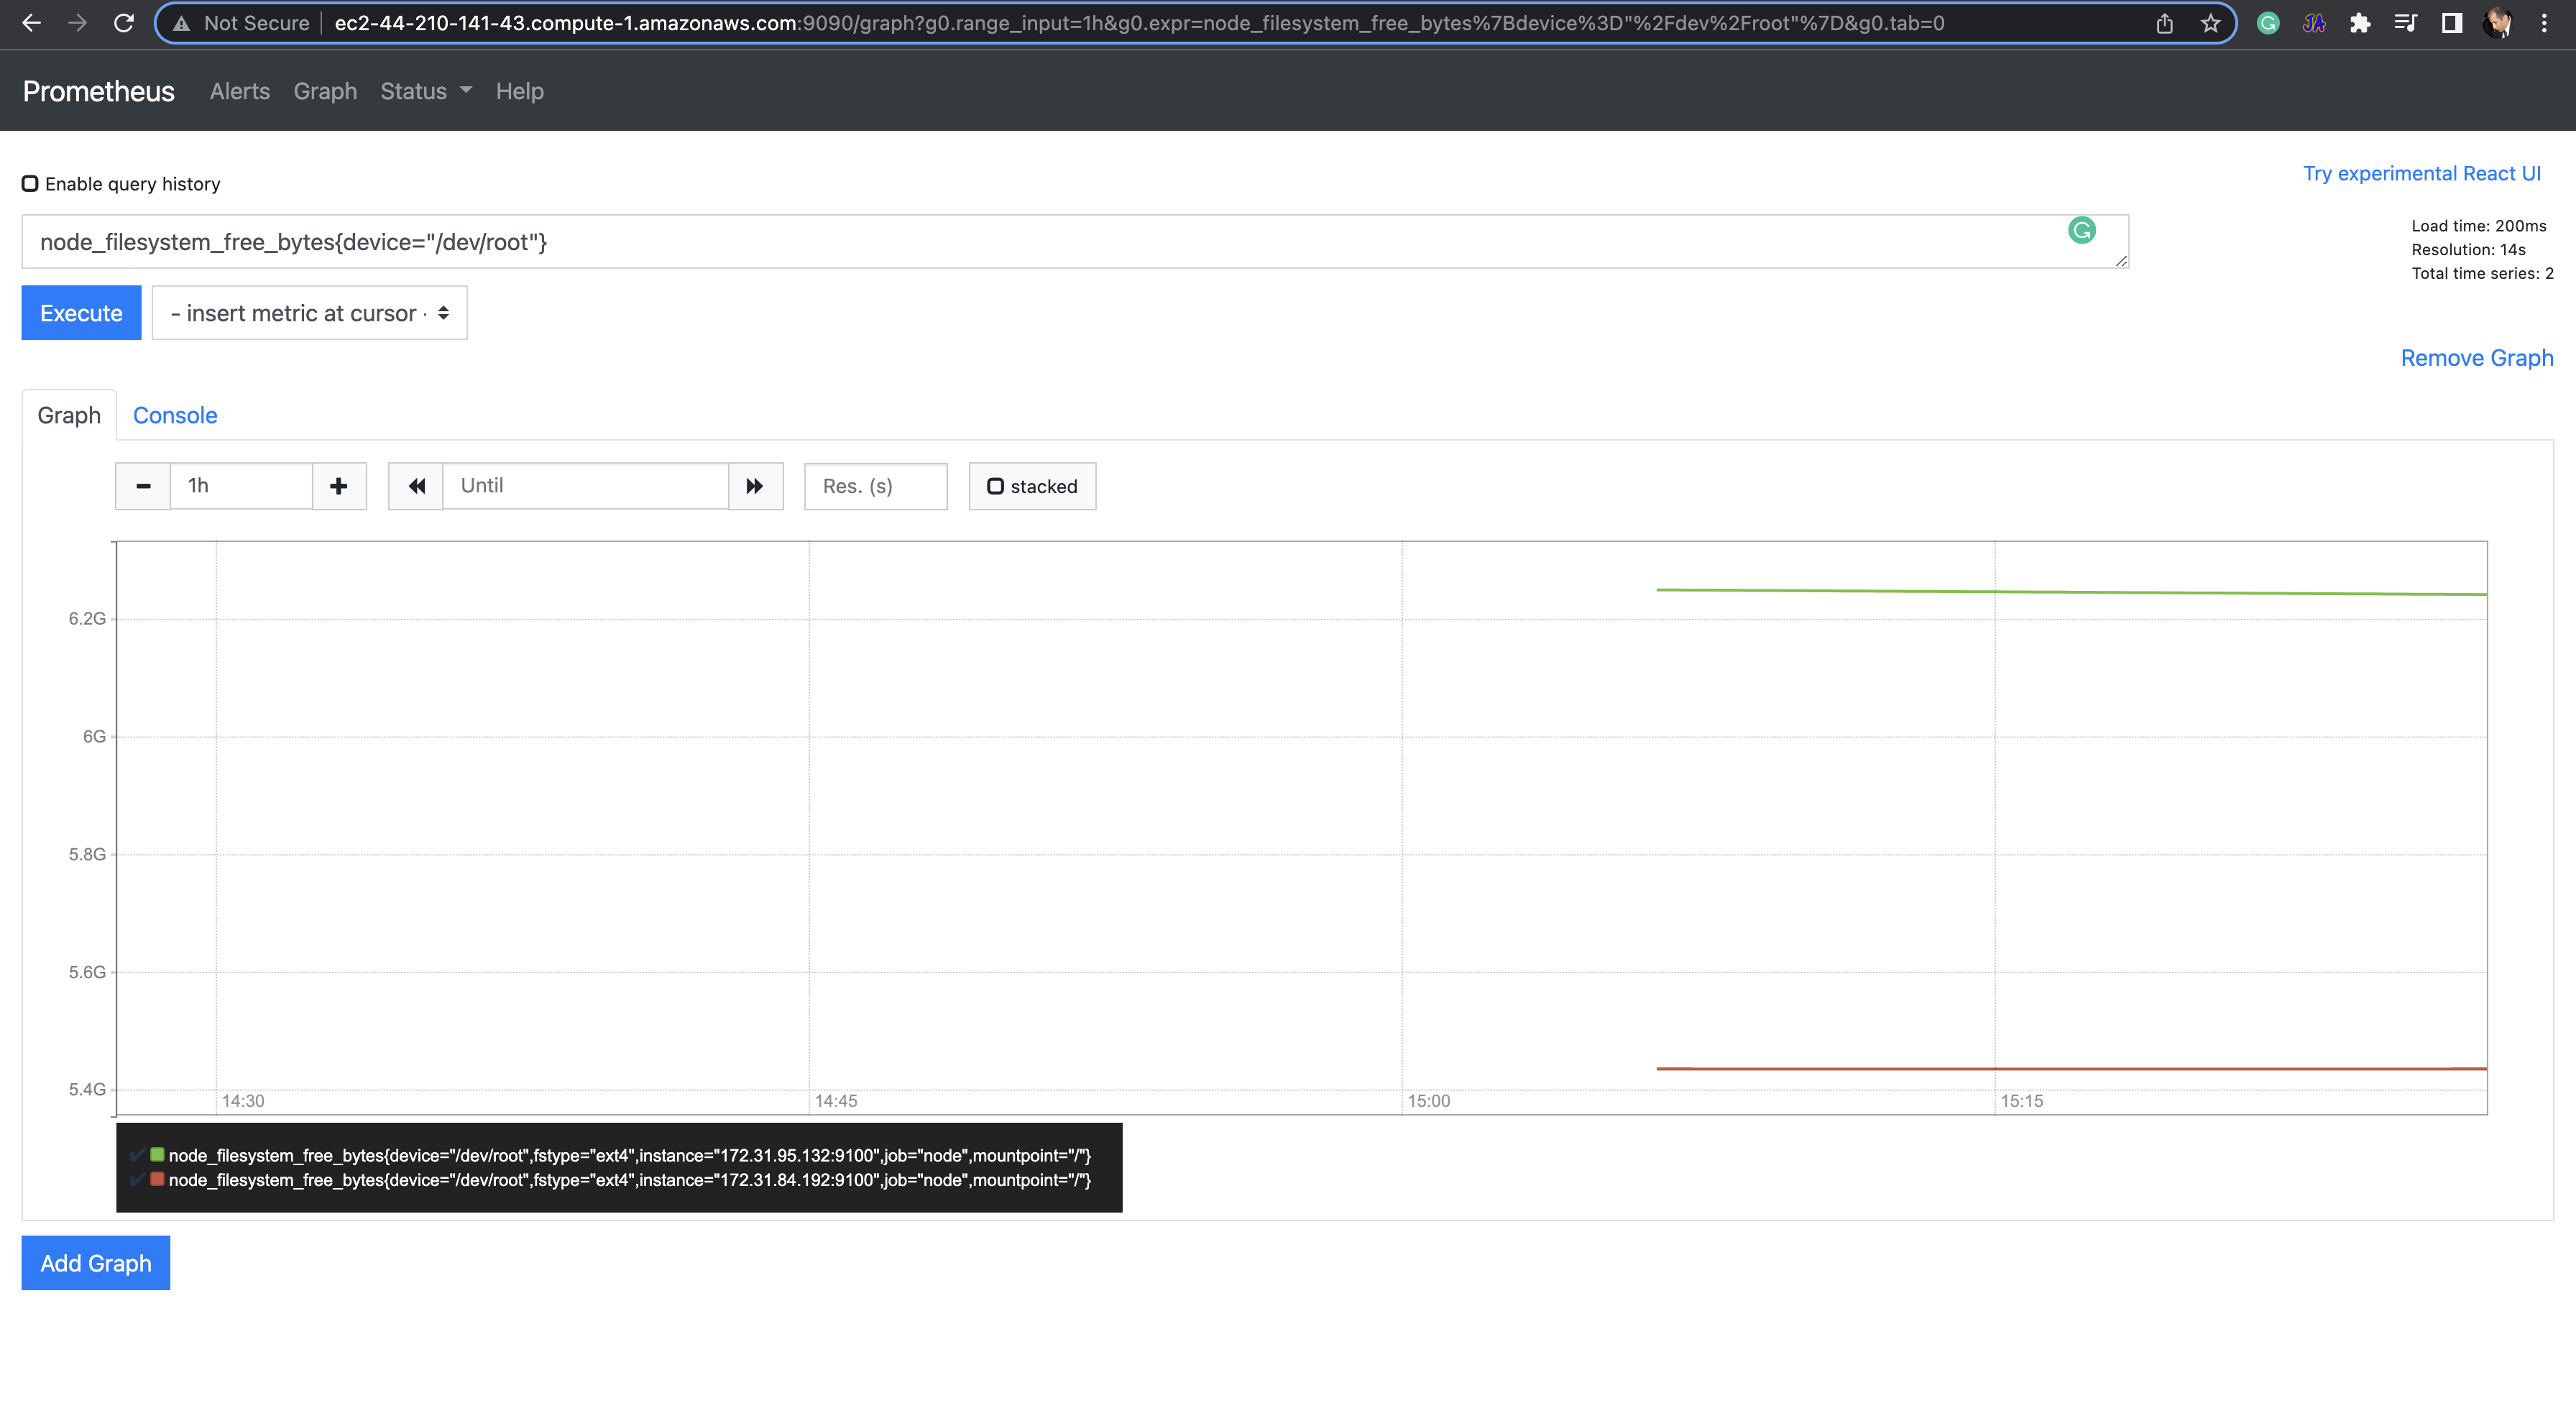 Not Secure ec2-44-210-141-43.compute-1.amazonaws.com:9090/graph?g0.range_input=1h&g0.expr=node_filesystem_free_bytes%7Bdevice%3D"%2Fdev%2Froot"%7D&g0.tab=0 JA
Prometheus Alerts Graph Status Help
Try experimental React UI
Enable query history
node_filesystem_free_bytes{device="/dev/root"}
Load time: 200ms
Resolution: 14s
Total time series: 2
Execute - insert metric at cursor -
Remove Graph
Graph Console
1h Until Res. (s) stacked
6.2G
6G
5.8G
5.6G
5.4G
14:30 14:45 15:00 15:15
node_filesystem_free_bytes{device="/dev/root",fstype="ext4",instance="172.31.95.132:9100",job="node",mountpoint="/"}
node_filesystem_free_bytes{device="/dev/root",fstype="ext4",instance="172.31.84.192:9100",job="node",mountpoint="/"}
Add Graph